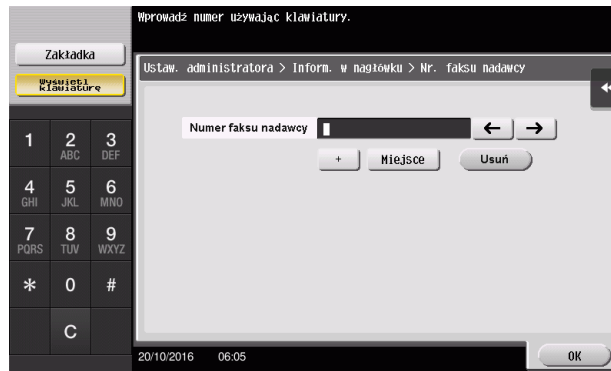 Wprowadź numer używając klawiatury.
Zakładka
Wyświetl
klawiaturę
Ustaw. administratora > Inform. w nagłówku > Nr. faksu nadawcy
Numer faksu nadawcy
← →
+ Miejsce Usuń
1 2 3
ABC DEF
4 5 6
GHI JKL MNO
7 8 9
PQRS TUV WXYZ
* 0 #
C
20/10/2016 06:05
OK